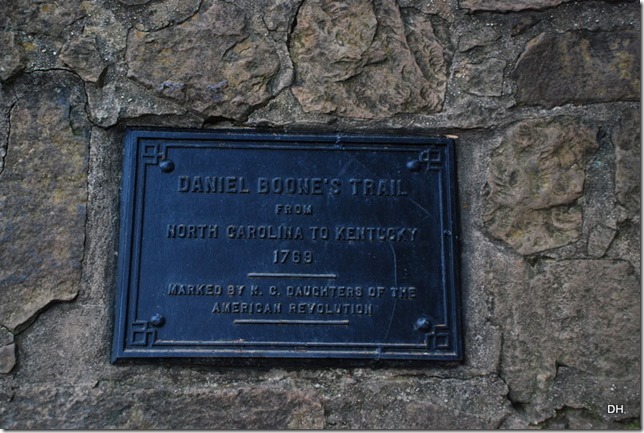 DANIEL BOONE'S TRAIL
FROM
NORTH CAROLINA TO KENTUCKY
1769
MARKED BY N. C. DAUGHTERS OF THE
AMERICAN REVOLUTION
DH.